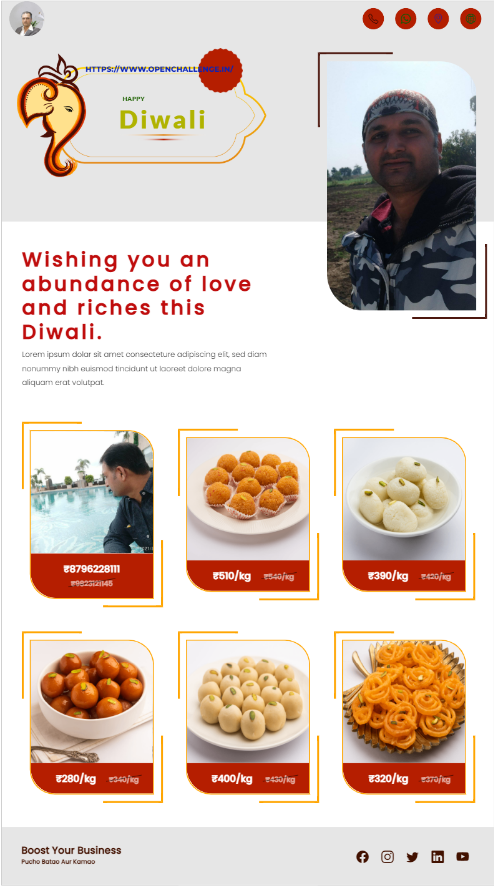 HTTPS://WWW.OPENCHALLENGE.IN/
HAPPY
Diwali
Wishing you an
abundance of love
and riches this
Diwali.
Lorem ipsum dolor sit amet consecteture adipiscing elit, sed diam
nonummy nibh euismod tincidunt ut laoreet dolore magna
aliquam erat volutpat.
₹8796228111
₹9623121145
₹510/kg ₹540/kg
₹390/kg ₹420/kg
₹280/kg ₹340/kg
₹400/kg ₹430/kg
₹320/kg ₹370/kg
Boost Your Business
Pucho Batao Aur Kamao